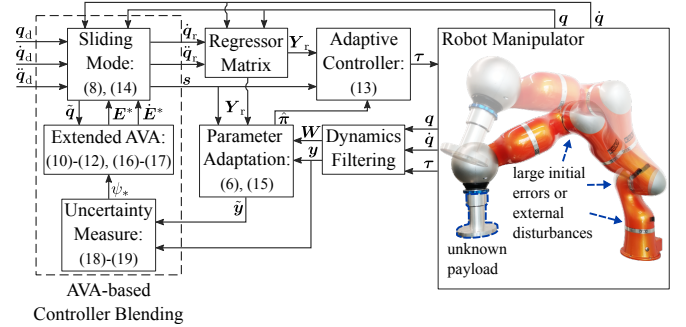 q q̇
q_d
q̇_d
q̈_d
Sliding
Mode:
(8), (14)
q̇_r
q̈_r
s
Regressor
Matrix
Y_r
Adaptive
Controller:
(13)
τ
Robot Manipulator
q̃ E* Ė*
Y_r
π̂
Extended AVA:
(10)-(12), (16)-(17)
Parameter
Adaptation:
(6), (15)
W
y
Dynamics
Filtering
q
q̇
τ
ψ*
ỹ
Uncertainty
Measure:
(18)-(19)
large initial
errors or
external
disturbances
unknown
payload
AVA-based
Controller Blending